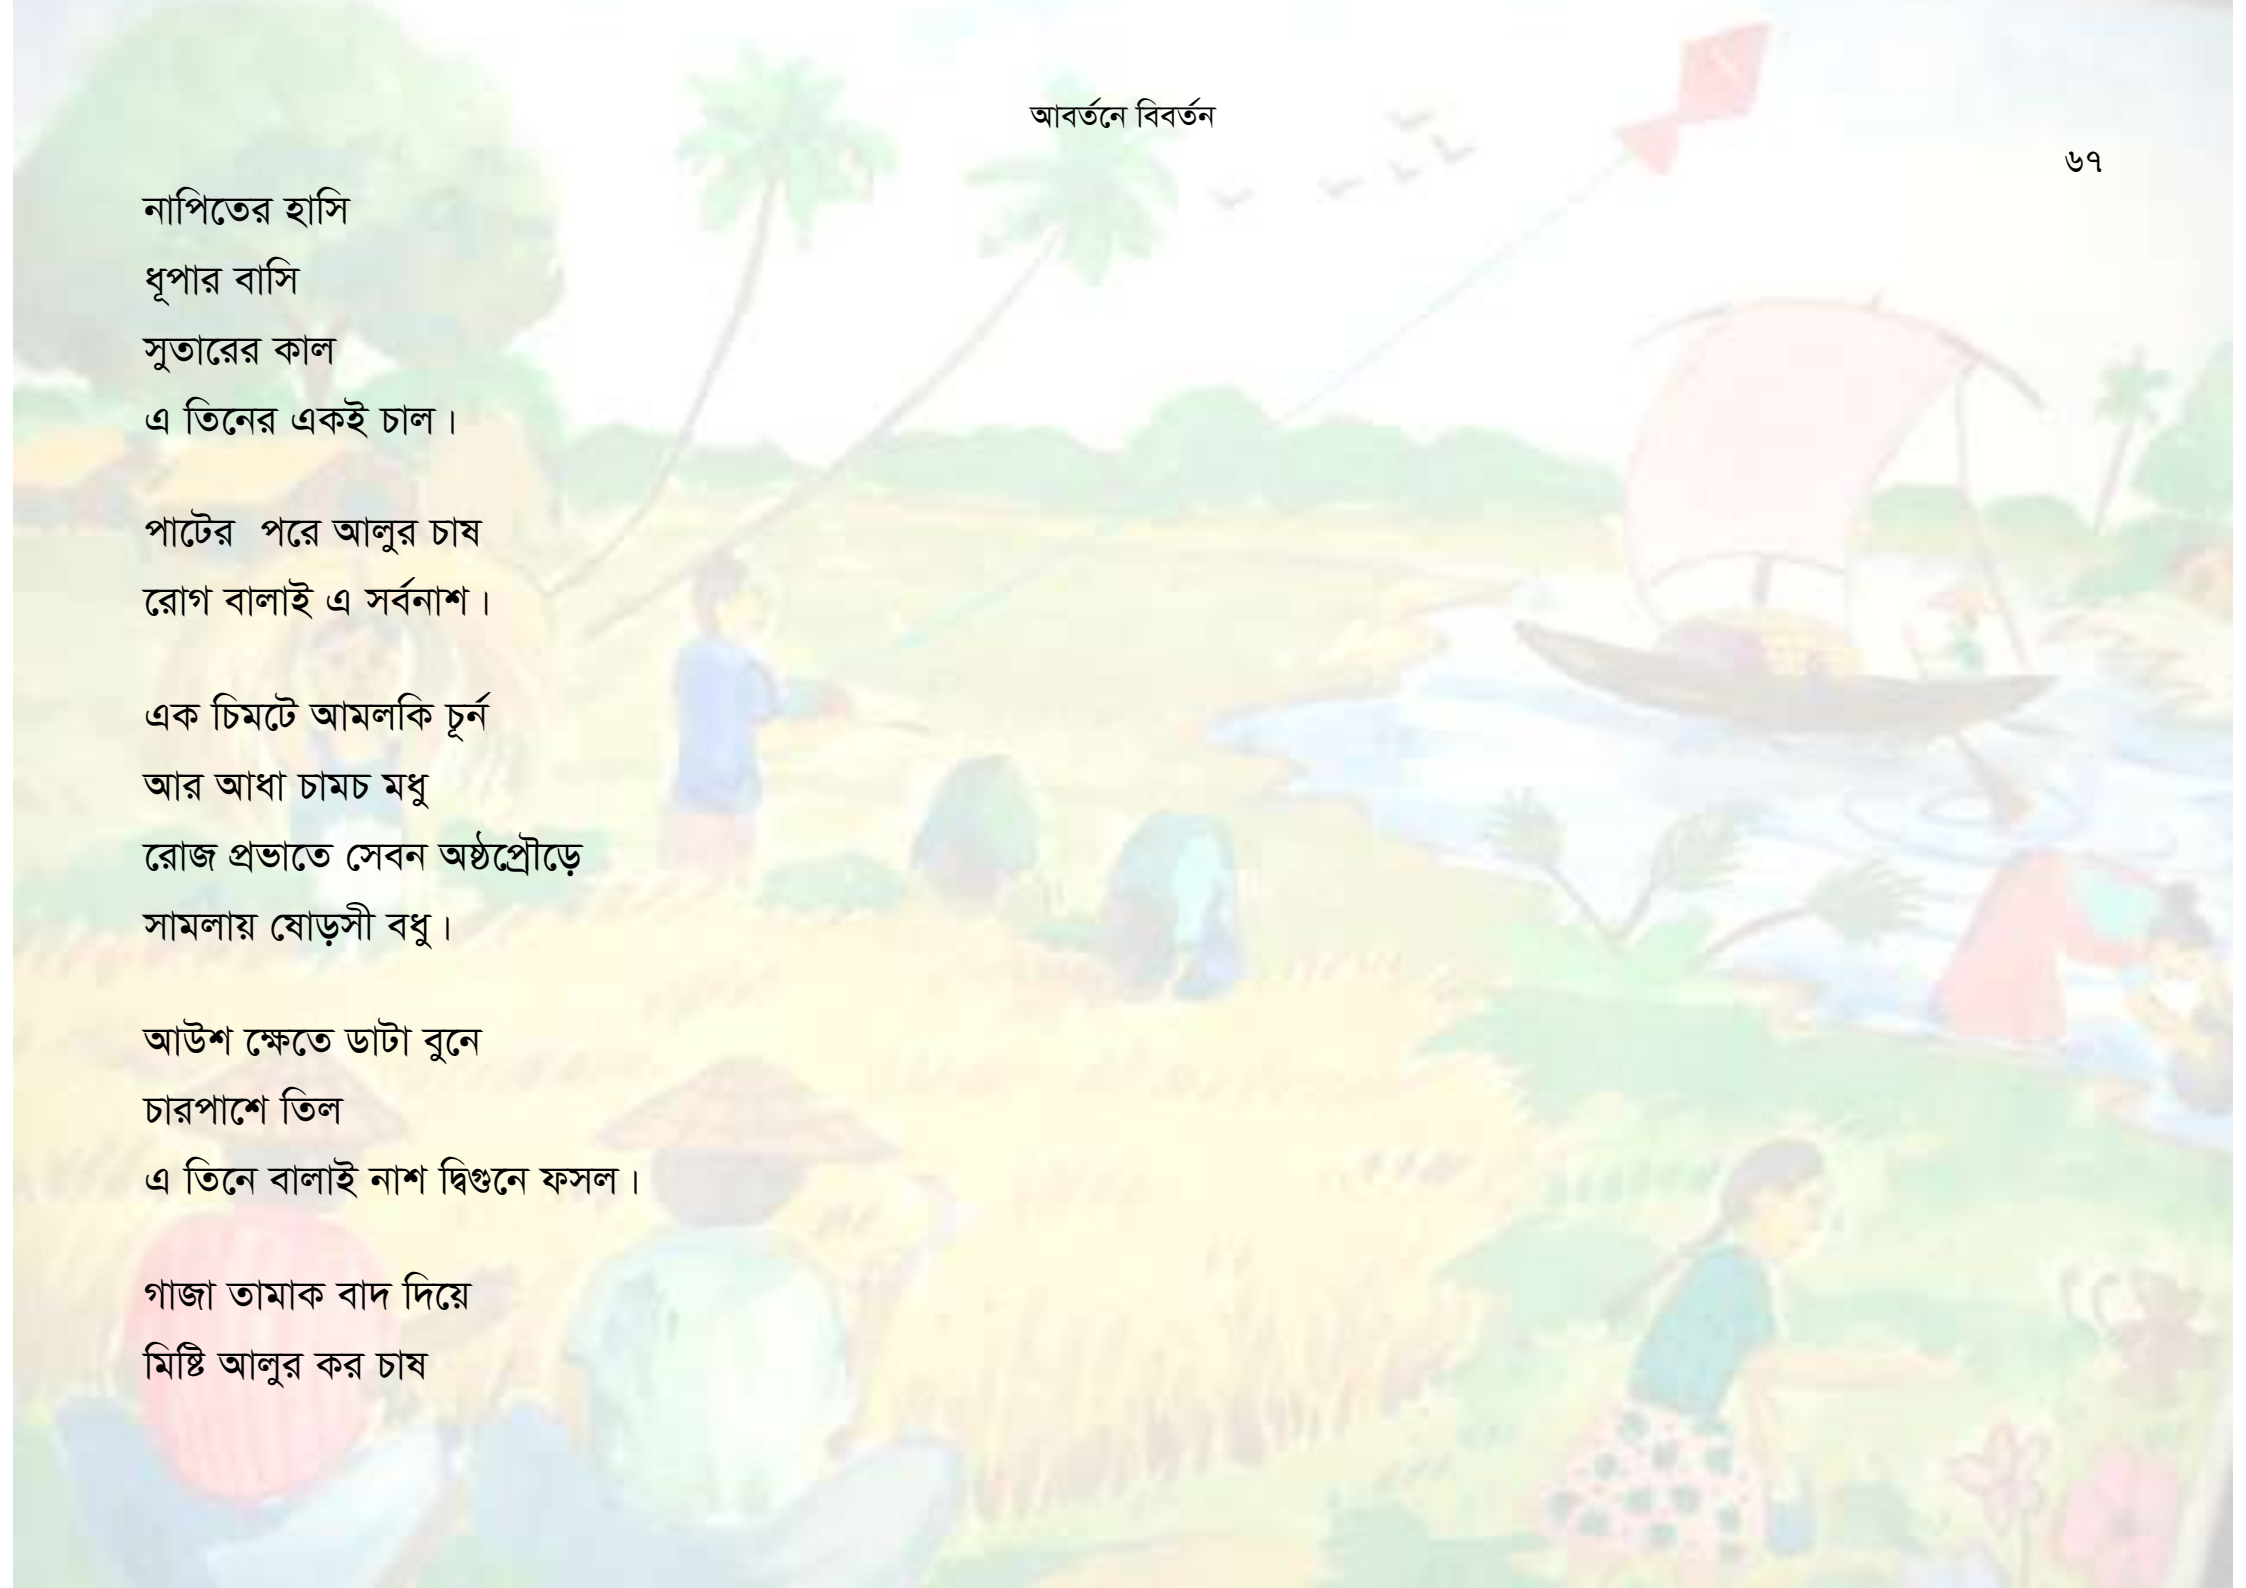 আবর্তনে বিবর্তন
৬৭
নাপিতের হাসি
ধূপার বাসি
সুতারের কাল
এ তিনের একই চাল।
পাটের পরে আলুর চাষ
রোগ বালাই এ সর্বনাশ।
এক চিমটে আমলকি চূর্ন
আর আধা চামচ মধু
রোজ প্রভাতে সেবন অষ্ঠপ্রৌড়ে
সামলায় ষোড়সী বধু।
আউশ ক্ষেতে ডাটা বুনে
চারপাশে তিল
এ তিনে বালাই নাশ দ্বিগুনে ফসল।
গাজা তামাক বাদ দিয়ে
মিষ্টি আলুর কর চাষ